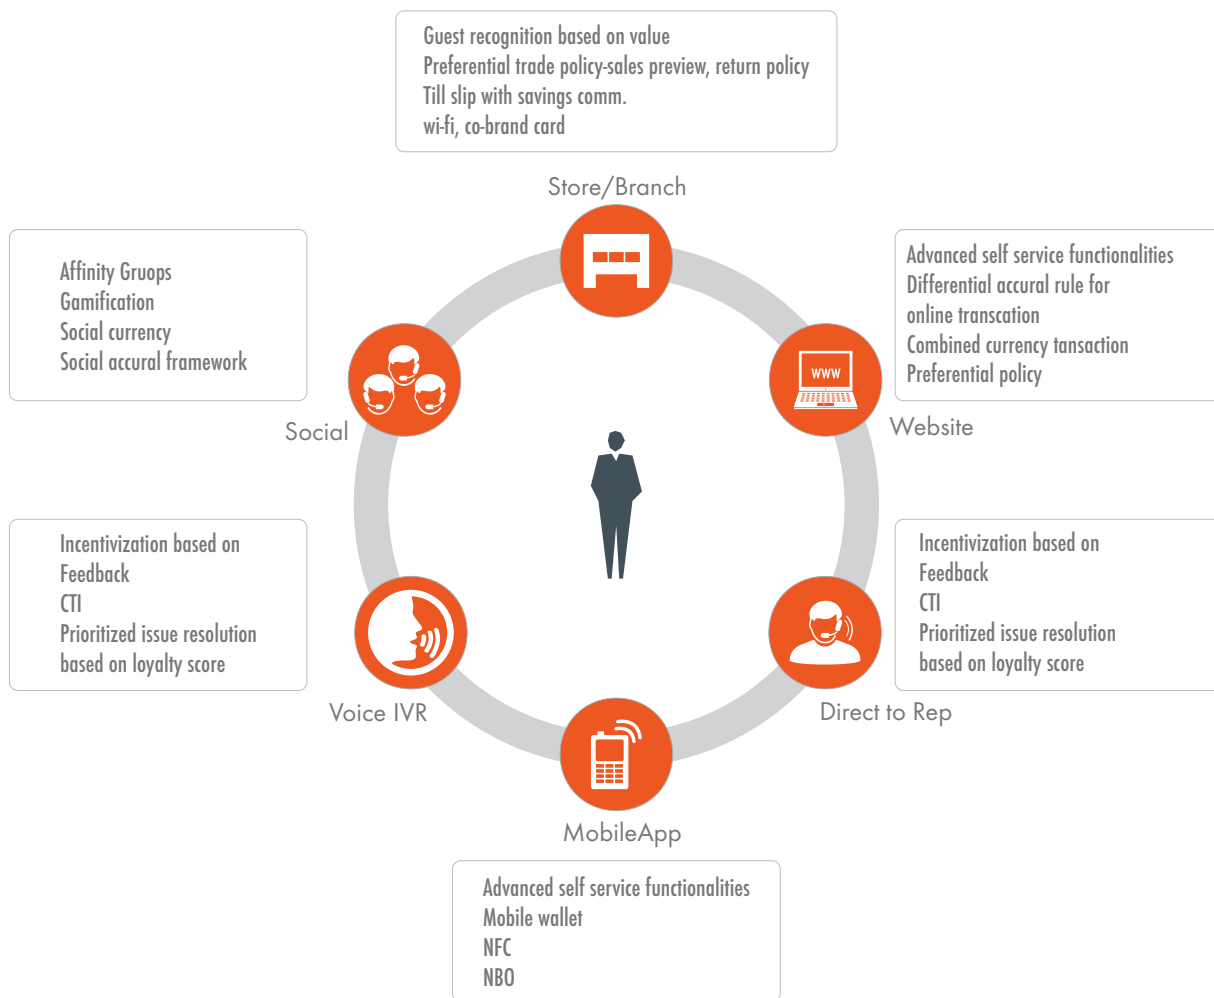 Guest recognition based on value
Preferential trade policy-sales preview, return policy
Till slip with savings comm.
wi-fi, co-brand card
Store/Branch
Affinity Gruops
Gamification
Social currency
Social accural framework
Social
Advanced self service functionalities
Differential accural rule for
online transcation
Combined currency tansaction
Preferential policy
WWW
Website
Incentivization based on
Feedback
CTI
Prioritized issue resolution
based on loyalty score
Voice IVR
Incentivization based on
Feedback
CTI
Prioritized issue resolution
based on loyalty score
Direct to Rep
MobileApp
Advanced self service functionalities
Mobile wallet
NFC
NBO